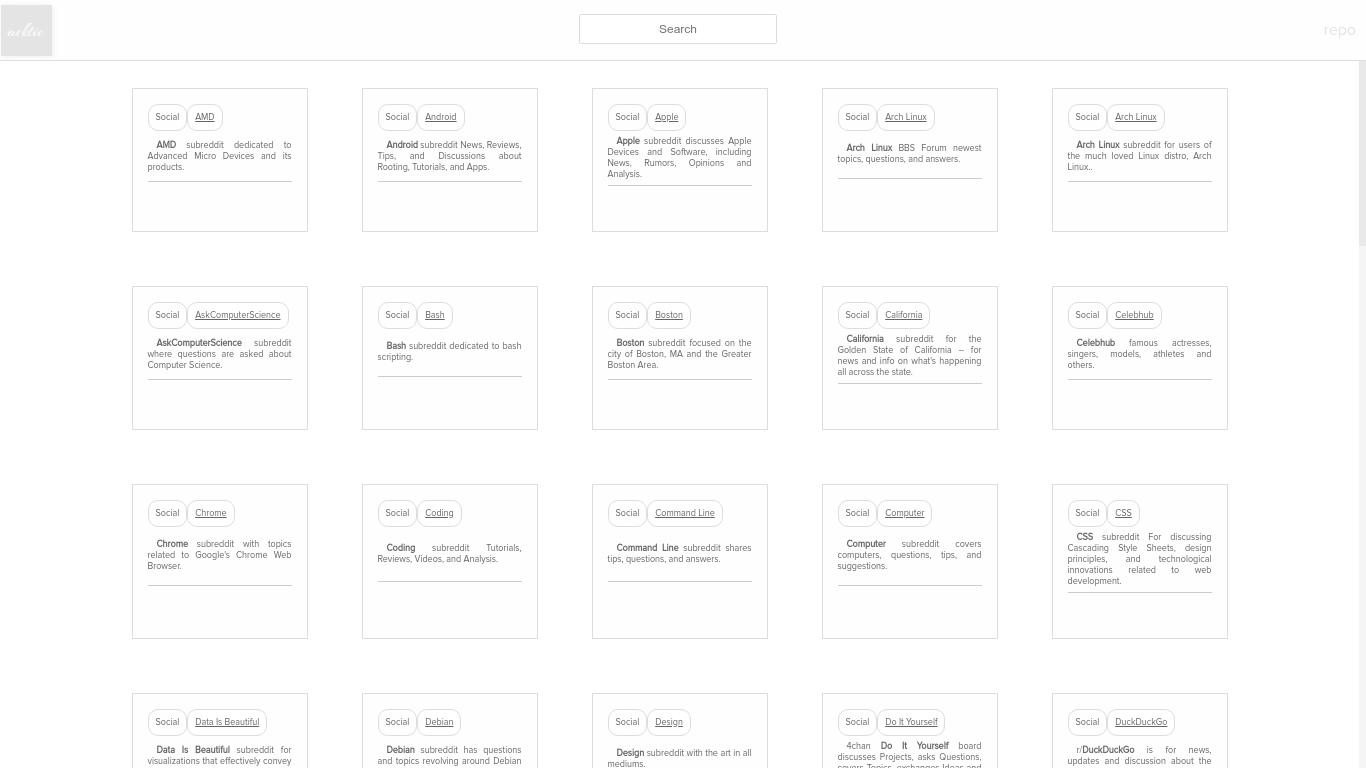 Search
repo
Social AMD
AMD subreddit dedicated to
Advanced Micro Devices and its
products.
Social Android
Android subreddit News, Reviews,
Tips, and Discussions about
Rooting, Tutorials, and Apps.
Social Apple
Apple subreddit discusses Apple
Devices and Software, including
News, Rumors, Opinions and
Analysis.
Social Arch Linux
Arch Linux BBS Forum newest
topics, questions, and answers.
Social Arch Linux
Arch Linux subreddit for users of
the much loved Linux distro, Arch
Linux..
Social AskComputerScience
AskComputerScience subreddit
where questions are asked about
Computer Science.
Social Bash
Bash subreddit dedicated to bash
scripting.
Social Boston
Boston subreddit focused on the
city of Boston, MA and the Greater
Boston Area.
Social California
California subreddit for the
Golden State of California -- for
news and info on what's happening
all across the state.
Social Celebhub
Celebhub famous actresses,
singers, models, athletes and
others.
Social Chrome
Chrome subreddit with topics
related to Google's Chrome Web
Browser.
Social Coding
Coding subreddit Tutorials,
Reviews, Videos, and Analysis.
Social Command Line
Command Line subreddit shares
tips, questions, and answers.
Social Computer
Computer subreddit covers
computers, questions, tips, and
suggestions.
Social CSS
CSS subreddit For discussing
Cascading Style Sheets, design
principles, and technological
innovations related to web
development.
Social Data Is Beautiful
Data Is Beautiful subreddit for
visualizations that effectively convey
Social Debian
Debian subreddit has questions
and topics revolving around Debian
Social Design
Design subreddit with the art in all
mediums.
Social Do It Yourself
4chan Do It Yourself board
discusses Projects, asks Questions,
covers Topics, exchanges Ideas and
Social DuckDuckGo
r/DuckDuckGo is for news,
updates and discussion about the